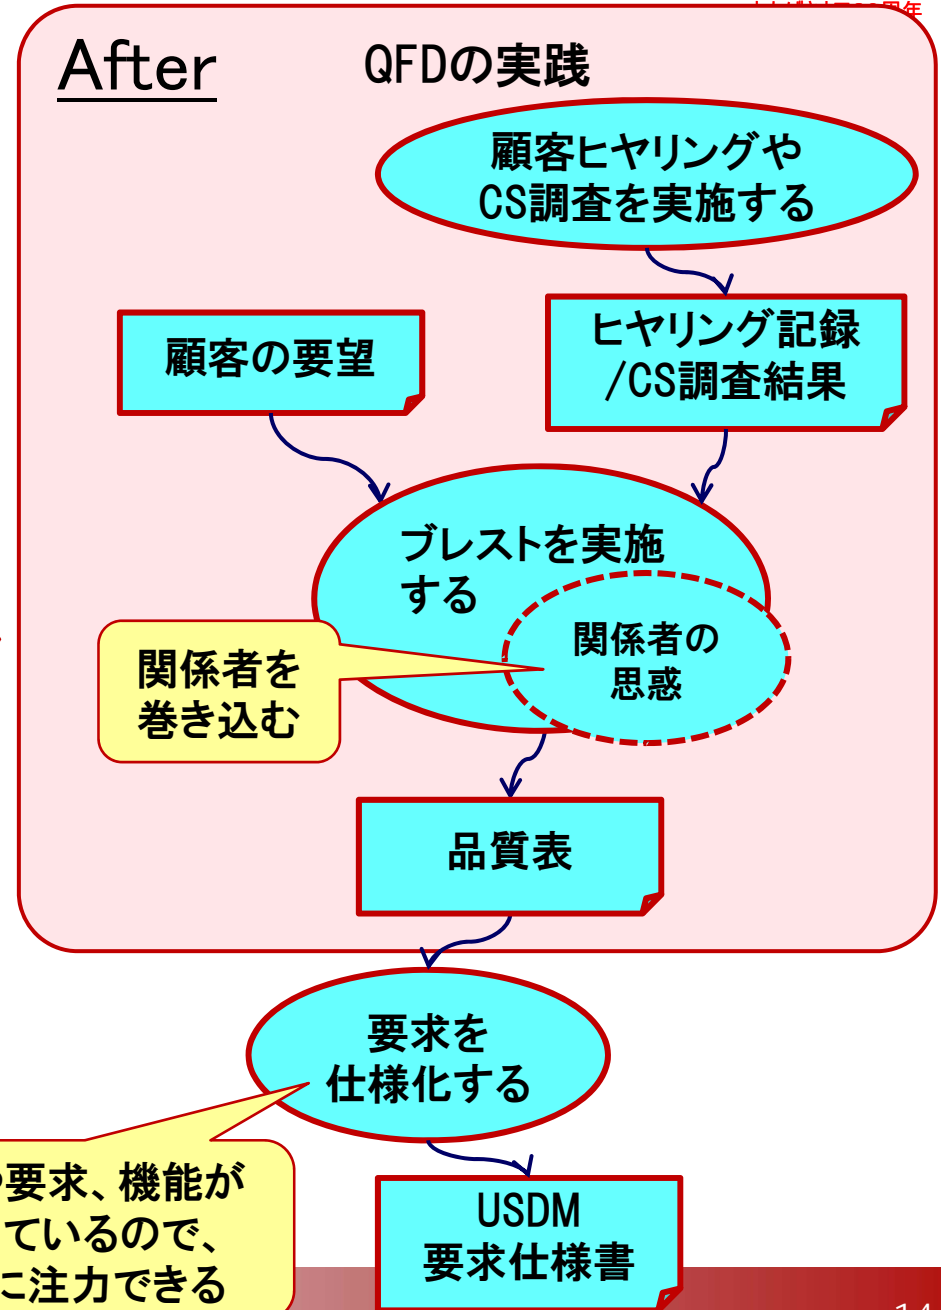 After
QFDの実践
顧客ヒヤリングや
CS調査を実施する
ヒヤリング記録
/CS調査結果
顧客の要望
ブレストを実施
する
関係者の
思惑
関係者を
巻き込む
品質表
要求を
仕様化する
要求、機能が
ているので、
に注力できる
USDM
要求仕様書